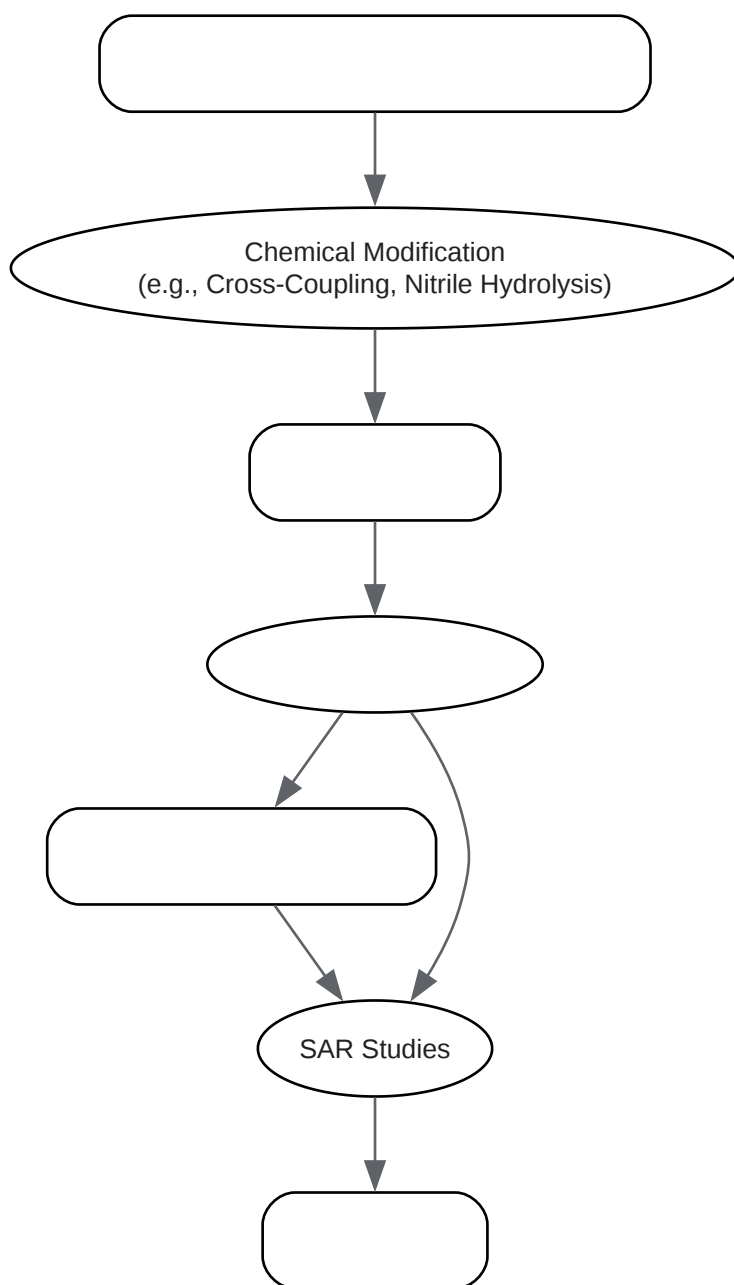 Chemical Modification
(e.g., Cross-Coupling, Nitrile Hydrolysis)
SAR Studies